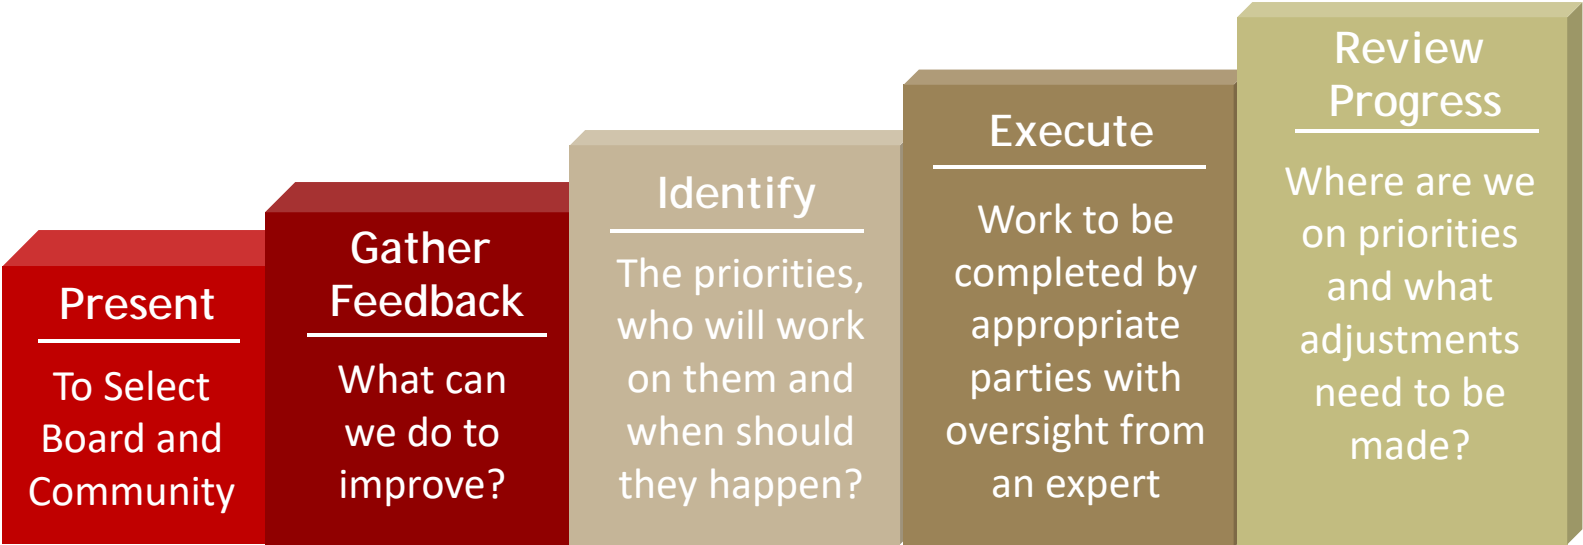 Present
To Select
Board and
Community
Gather
Feedback
What can
we do to
improve?
Identify
The priorities,
who will work
on them and
when should
they happen?
Execute
Work to be
completed by
appropriate
parties with
oversight from
an expert
Review
Progress
Where are we
on priorities
and what
adjustments
need to be
made?